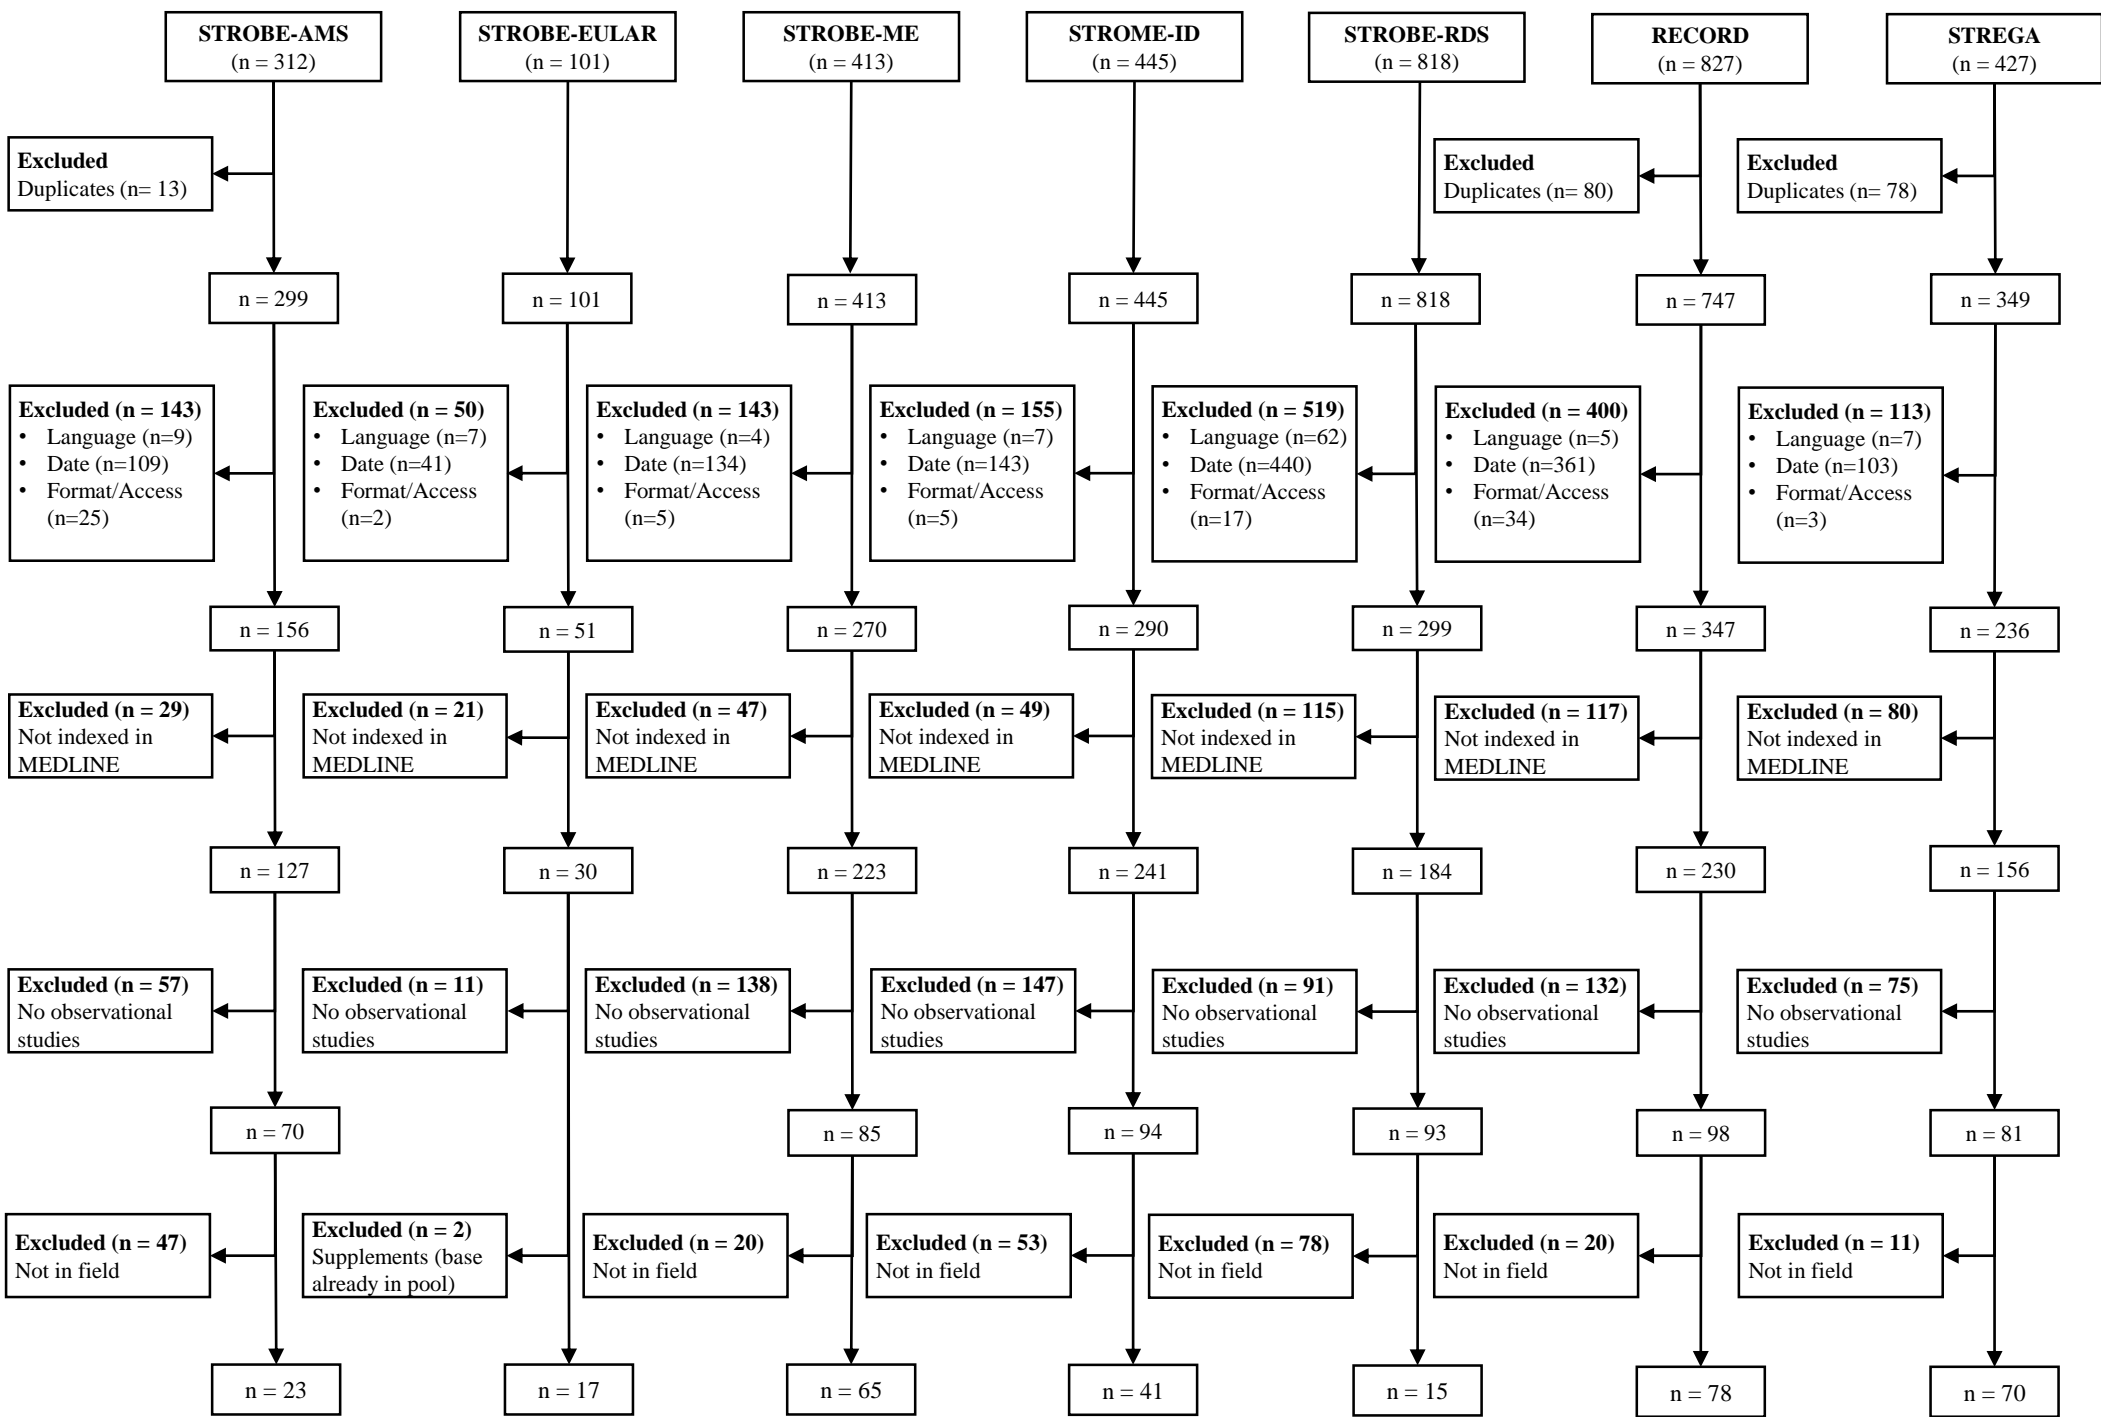 STROBE-AMS
(n = 312)
STROBE-EULAR
(n = 101)
STROBE-ME
(n = 413)
STROME-ID
(n = 445)
STROBE-RDS
(n = 818)
RECORD
(n = 827)
STREGA
(n = 427)
Excluded
Duplicates (n= 13)
Excluded
Duplicates (n= 80)
Excluded
Duplicates (n= 78)
n = 299
n = 101
n = 413
n = 445
n = 818
n = 747
n = 349
Excluded (n = 143)
• Language (n=9)
• Date (n=109)
• Format/Access
(n=25)
Excluded (n = 50)
• Language (n=7)
• Date (n=41)
• Format/Access
(n=2)
Excluded (n = 143)
• Language (n=4)
• Date (n=134)
• Format/Access
(n=5)
Excluded (n = 155)
• Language (n=7)
• Date (n=143)
• Format/Access
(n=5)
Excluded (n = 519)
• Language (n=62)
• Date (n=440)
• Format/Access
(n=17)
Excluded (n = 400)
• Language (n=5)
• Date (n=361)
• Format/Access
(n=34)
Excluded (n = 113)
• Language (n=7)
• Date (n=103)
• Format/Access
(n=3)
n = 156
n = 51
n = 270
n = 290
n = 299
n = 347
n = 236
Excluded (n = 29)
Not indexed in
MEDLINE
Excluded (n = 21)
Not indexed in
MEDLINE
Excluded (n = 47)
Not indexed in
MEDLINE
Excluded (n = 49)
Not indexed in
MEDLINE
Excluded (n = 115)
Not indexed in
MEDLINE
Excluded (n = 117)
Not indexed in
MEDLINE
Excluded (n = 80)
Not indexed in
MEDLINE
n = 127
n = 30
n = 223
n = 241
n = 184
n = 230
n = 156
Excluded (n = 57)
No observational
studies
Excluded (n = 11)
No observational
studies
Excluded (n = 138)
No observational
studies
Excluded (n = 147)
No observational
studies
Excluded (n = 91)
No observational
studies
Excluded (n = 132)
No observational
studies
Excluded (n = 75)
No observational
studies
n = 70
n = 85
n = 94
n = 93
n = 98
n = 81
Excluded (n = 47)
Not in field
Excluded (n = 2)
Supplements (base
already in pool)
Excluded (n = 20)
Not in field
Excluded (n = 53)
Not in field
Excluded (n = 78)
Not in field
Excluded (n = 20)
Not in field
Excluded (n = 11)
Not in field
n = 23
n = 17
n = 65
n = 41
n = 15
n = 78
n = 70